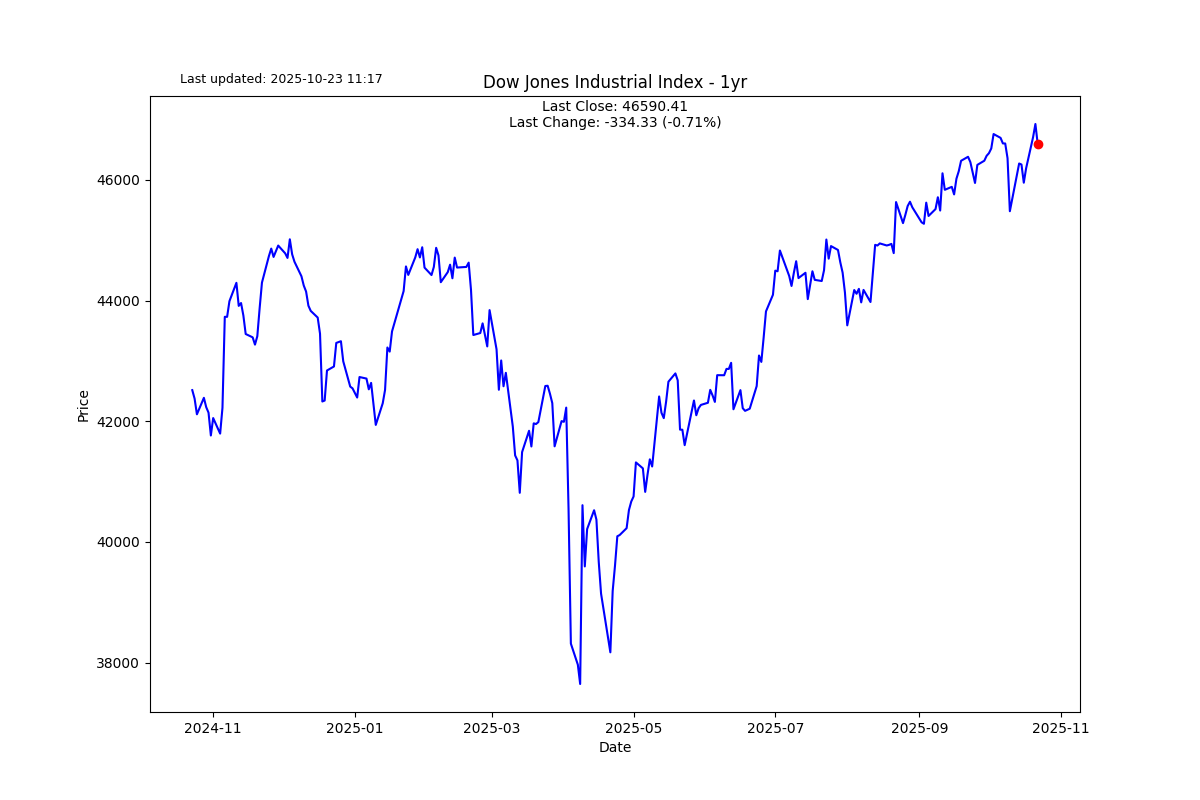 Last updated: 2025-10-23 11:17
Dow Jones Industrial Index - 1yr
Last Close: 46590.41
Last Change: -334.33 (-0.71%)
46000
44000
42000
40000
38000
Price
2024-11 2025-01 2025-03 2025-05 2025-07 2025-09 2025-11
Date